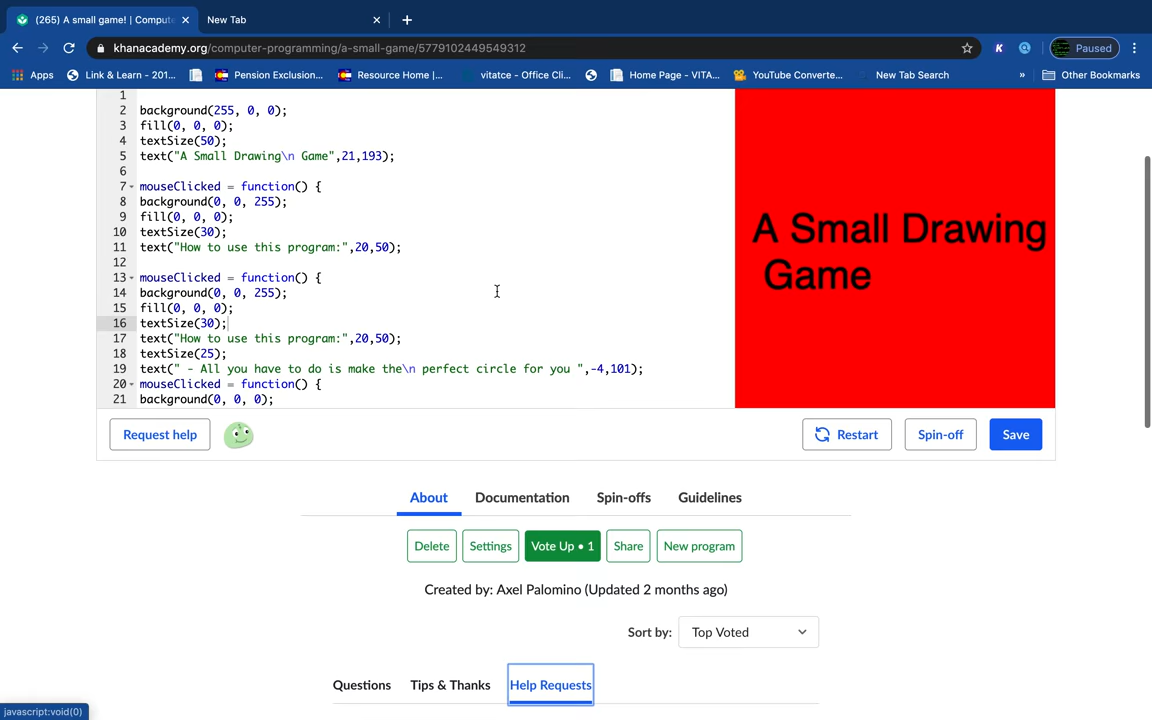 (265) A small game! | Comput
New Tab
khanacademy.org/computer-programming/a-small-game/5779102449549312
Paused
Apps
Link & Learn - 201...
Pension Exclusion...
Resource Home |...
vitatce - Office Cli...
Home Page - VITA...
YouTube Converte...
New Tab Search
»
Other Bookmarks
1
2 background(255, 0, 0);
3 fill(0, 0, 0);
4 textSize(50);
5 text("A Small Drawing\n Game",21,193);
6
7 mouseClicked = function() {
8 background(0, 0, 255);
9 fill(0, 0, 0);
10 textSize(30);
11 text("How to use this program:",20,50);
12
13 mouseClicked = function() {
14 background(0, 0, 255);
15 fill(0, 0, 0);
16 textSize(30);
17 text("How to use this program:",20,50);
18 textSize(25);
19 text(" - All you have to do is make the\n perfect circle for you ",-4,101);
20 mouseClicked = function() {
21 background(0, 0, 0);
A Small Drawing
Game
Request help
Restart
Spin-off
Save
About
Documentation
Spin-offs
Guidelines
Delete
Settings
Vote Up • 1
Share
New program
Created by: Axel Palomino (Updated 2 months ago)
Sort by:
Top Voted
Questions
Tips & Thanks
Help Requests
javascript:void(0)